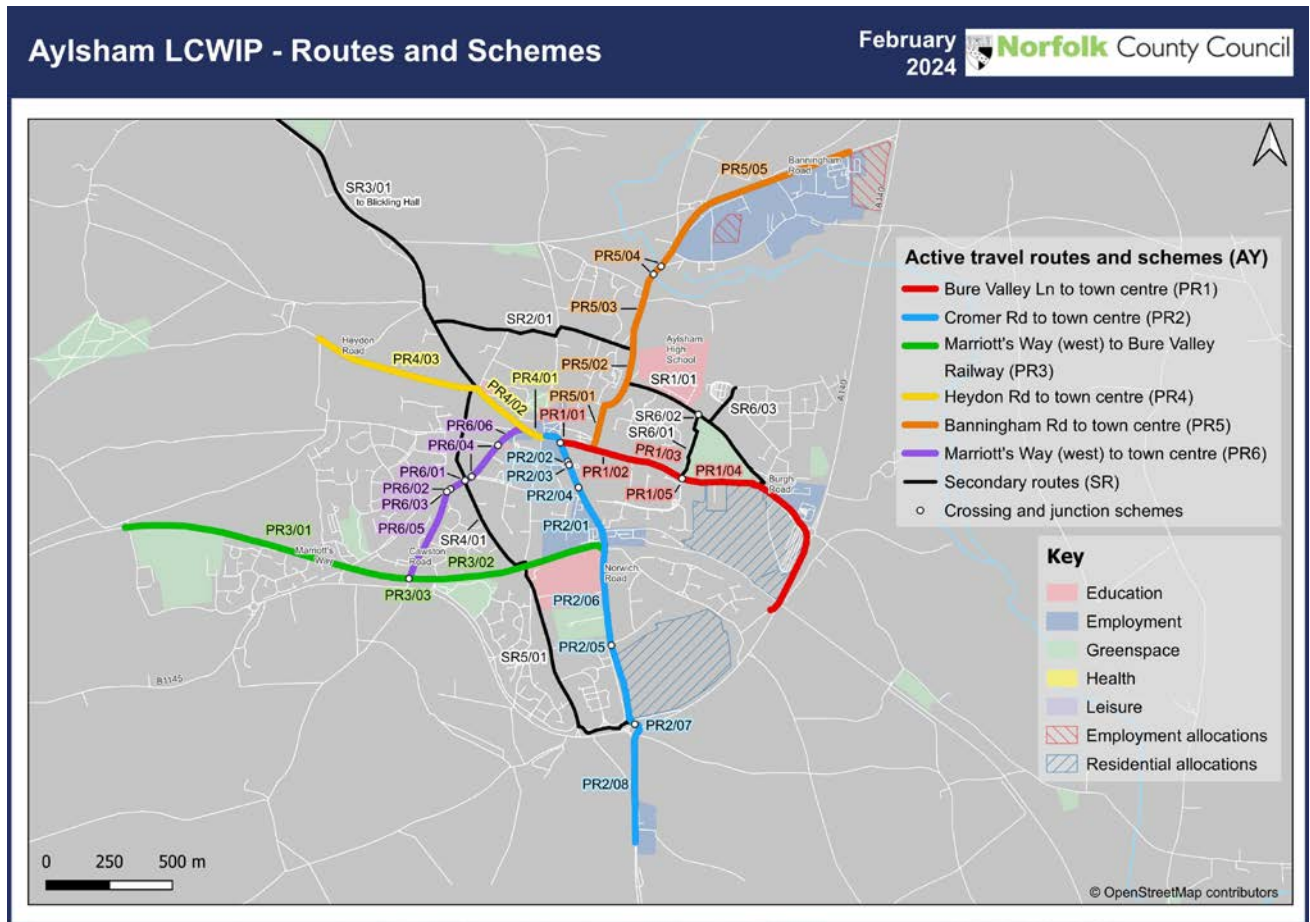 Aylsham LCWIP - Routes and Schemes
February
2024
Norfolk County Council
SR3/01
to Blickling Hall
Banningham
Road
PR5/05
A140
PR5/04
PR5/03
SR2/01
Aylsham
High
School
Heydon
Road
PR4/03
PR4/01
PR5/02
SR1/01
A140
PR4/02
PR5/01
PR1/01
SR6/02
SR6/03
PR6/06
SR6/01
PR6/04
PR1/03
PR2/02
PR1/02
PR1/04
PR6/01
PR2/03
PR6/02
PR2/04
PR1/05
Burgh
Road
PR6/03
PR6/05
PR2/01
PR3/01
SR4/01
Marriott's
Way
Cawston
Road
PR3/02
Norwich
Road
PR3/03
PR2/06
PR2/05
SR5/01
B1145
PR2/07
PR2/08
Active travel routes and schemes (AY)
Bure Valley Ln to town centre (PR1)
Cromer Rd to town centre (PR2)
Marriott's Way (west) to Bure Valley
Railway (PR3)
Heydon Rd to town centre (PR4)
Banningham Rd to town centre (PR5)
Marriott's Way (west) to town centre (PR6)
Secondary routes (SR)
Crossing and junction schemes
Key
Education
Employment
Greenspace
Health
Leisure
Employment allocations
Residential allocations
0 250 500 m
© OpenStreetMap contributors